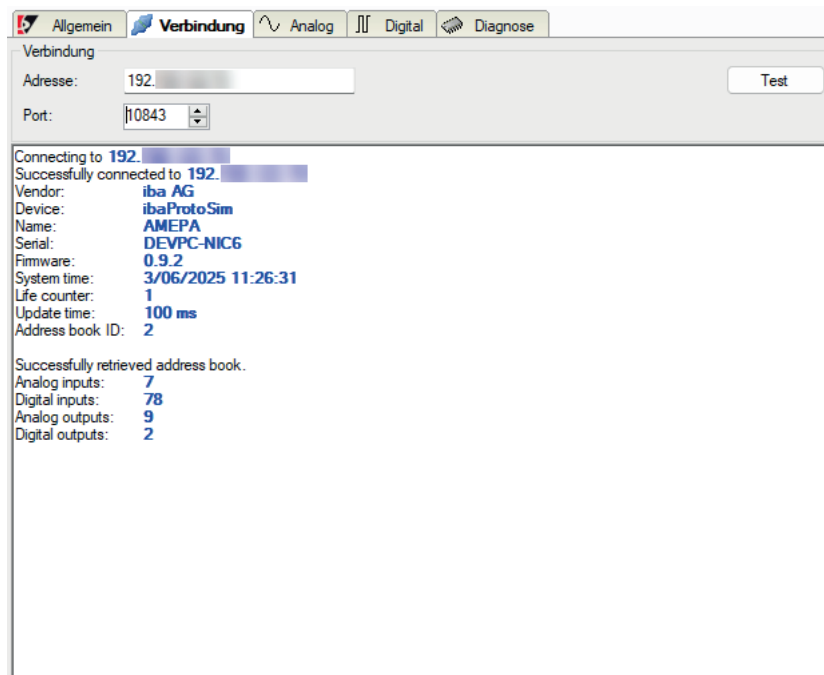 Allgemein Verbindung Analog Digital Diagnose
Verbindung
Adresse: 192. Test
Port: 10843
Connecting to 192.
Successfully connected to 192.
Vendor: iba AG
Device: ibaProtoSim
Name: AMEPA
Serial: DEVPC-NIC6
Firmware: 0.9.2
System time: 3/06/2025 11:26:31
Life counter: 1
Update time: 100 ms
Address book ID: 2
Successfully retrieved address book.
Analog inputs: 7
Digital inputs: 78
Analog outputs: 9
Digital outputs: 2